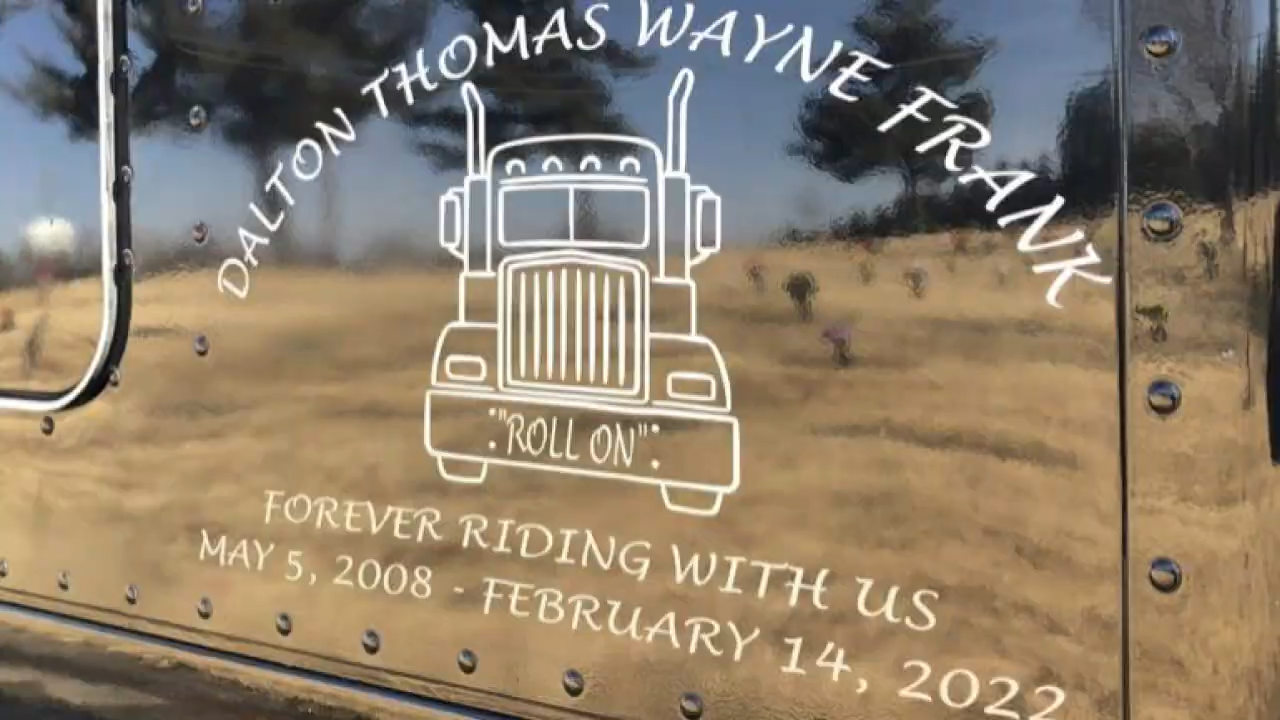 DALTON THOMAS WAYNE FRANK
:"ROLL ON":
FOREVER RIDING WITH US
MAY 5, 2008 - FEBRUARY 14, 2022